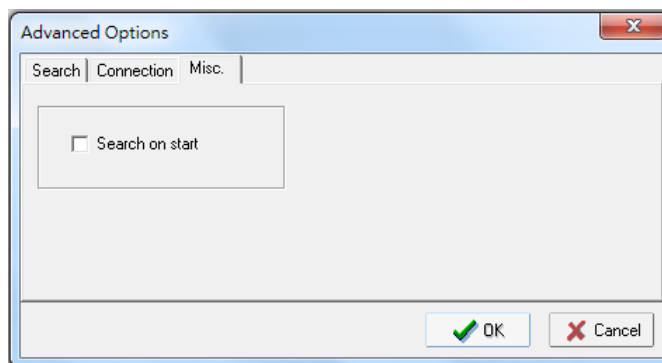 Advanced Options
Search Connection Misc.
Search on start
OK Cancel